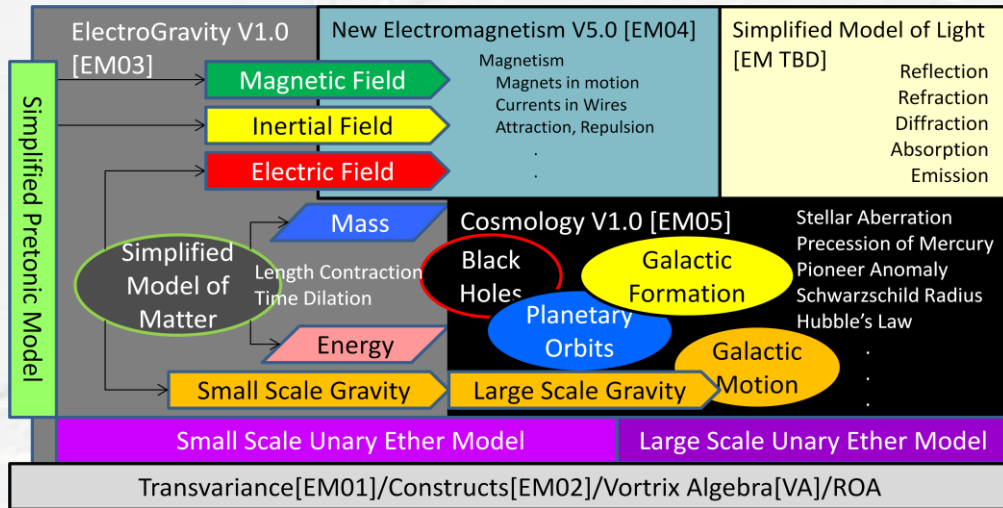 ElectroGravity V1.0
[EM03]
New Electromagnetism V5.0 [EM04]
Simplified Model of Light
[EM TBD]
Simplified Pretonic Model
Magnetic Field
Inertial Field
Electric Field
Magnetism
Magnets in motion
Currents in Wires
Attraction, Repulsion
.
.
Reflection
Refraction
Diffraction
Absorption
Emission
Mass
Simplified
Model of
Matter
Length Contraction
Time Dilation
Energy
Small Scale Gravity
Cosmology V1.0 [EM05]
Black
Holes
Galactic
Formation
Planetary
Orbits
Galactic
Motion
Large Scale Gravity
Stellar Aberration
Precession of Mercury
Pioneer Anomaly
Schwarzschild Radius
Hubble's Law
.
.
.
Small Scale Unary Ether Model
Large Scale Unary Ether Model
Transvariance[EM01]/Constructs[EM02]/Vortrix Algebra[VA]/ROA